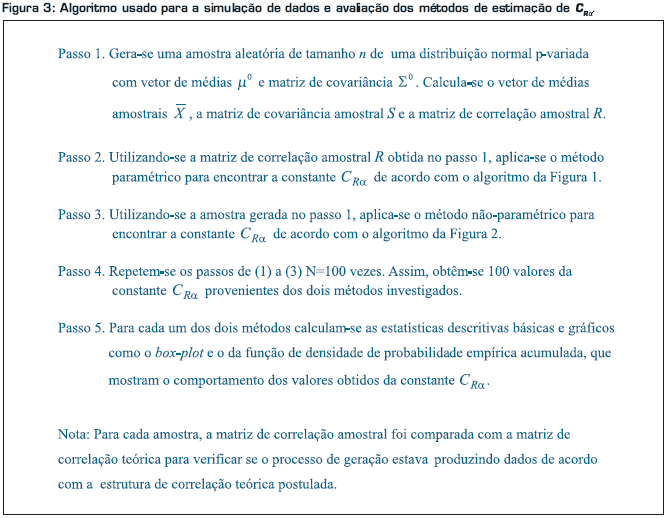 Figura 3: Algoritmo usado para a simulação de dados e avaliação dos métodos de estimação de C_{Rα}.
Passo 1. Gera-se uma amostra aleatória de tamanho n de uma distribuição normal p-variada
com vetor de médias μ⁰ e matriz de covariância Σ⁰. Calcula-se o vetor de médias
amostrais X̅, a matriz de covariância amostral S e a matriz de correlação amostral R.
Passo 2. Utilizando-se a matriz de correlação amostral R obtida no passo 1, aplica-se o método
paramétrico para encontrar a constante C_{Rα} de acordo com o algoritmo da Figura 1.
Passo 3. Utilizando-se a amostra gerada no passo 1, aplica-se o método não-paramétrico para
encontrar a constante C_{Rα} de acordo com o algoritmo da Figura 2.
Passo 4. Repetem-se os passos de (1) a (3) N=100 vezes. Assim, obtêm-se 100 valores da
constante C_{Rα} provenientes dos dois métodos investigados.
Passo 5. Para cada um dos dois métodos calculam-se as estatísticas descritivas básicas e gráficos
como o box-plot e o da função de densidade de probabilidade empírica acumulada, que
mostram o comportamento dos valores obtidos da constante C_{Rα}.
Nota: Para cada amostra, a matriz de correlação amostral foi comparada com a matriz de
correlação teórica para verificar se o processo de geração estava produzindo dados de acordo
com a estrutura de correlação teórica postulada.